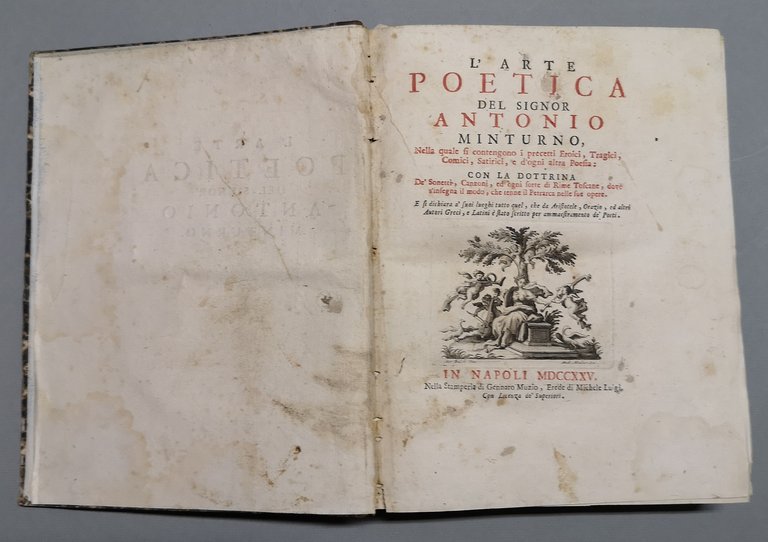 L'ARTE
POETICA
DEL SIGNOR
ANTONIO
MINTURNO,
Nella quale si contengono i precetti Eroici, Tragici,
Comici, Satirici, e d'ogni altra Poesia:
CON LA DOTTRINA
De' Sonetti, Canzoni, ed ogni sorte di Rime Toscane, dove
s'insegna il modo, che tenne il Petrarca nelle sue opere.
E si dichiara a' suoi luoghi tutto quel, che da Aristotele, Orazio, ed altri
Autori Greci, e Latini è stato scritto per ammaestramento de' Poeti.
IN NAPOLI MDCCXXV.
Nella Stamperia di Gennaro Muzio, Erede di Michele Luigi.
Con Licenza de' Superiori.